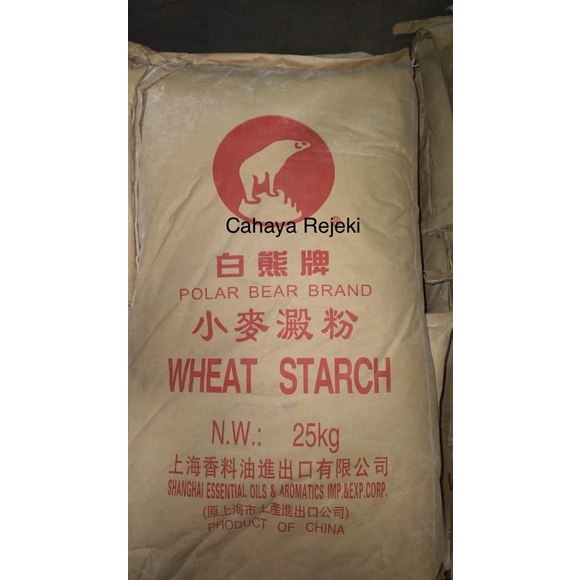 ®
Cahaya Rejeki
白熊牌
POLAR BEAR BRAND
小麥澱粉
WHEAT STARCH
N.W.: 25kg
上海香料油進出口有限公司
SHANGHAI ESSENTIAL OILS & AROMATICS IMP.&EXP.CORP.
(原上海市土產進出口公司)
PRODUCT OF CHINA